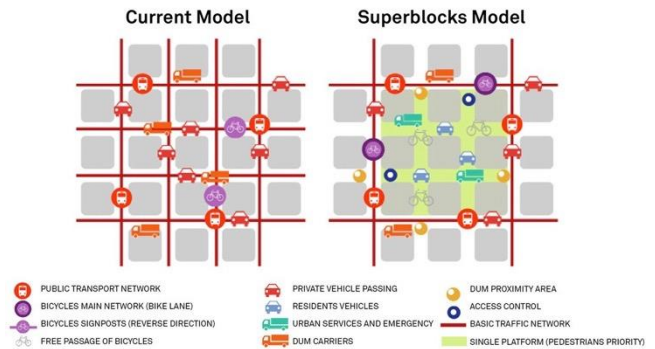 Current Model
Superblocks Model
PUBLIC TRANSPORT NETWORK
BICYCLES MAIN NETWORK (BIKE LANE)
BICYCLES SIGNPOSTS (REVERSE DIRECTION)
FREE PASSAGE OF BICYCLES
PRIVATE VEHICLE PASSING
RESIDENTS VEHICLES
URBAN SERVICES AND EMERGENCY
DUM CARRIERS
DUM PROXIMITY AREA
ACCESS CONTROL
BASIC TRAFFIC NETWORK
SINGLE PLATFORM (PEDESTRIANS PRIORITY)